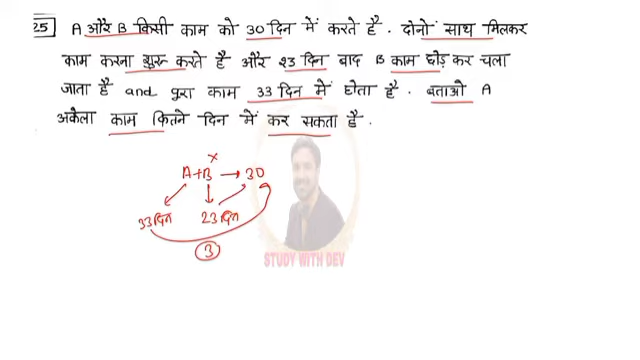 25 A और B किसी काम को 30 दिन में करते है. दोनो साथ मिलकर
काम करना शुरू करते है और 23 दिन बाद B काम छोड़ कर चला
जाता है and पुरा काम 33 दिन में होता है. बताओ A
अकेला काम कितने दिन में कर सकता है.
x
A+B → 30
33 दिन 23 दिन
3
STUDY WITH DEV